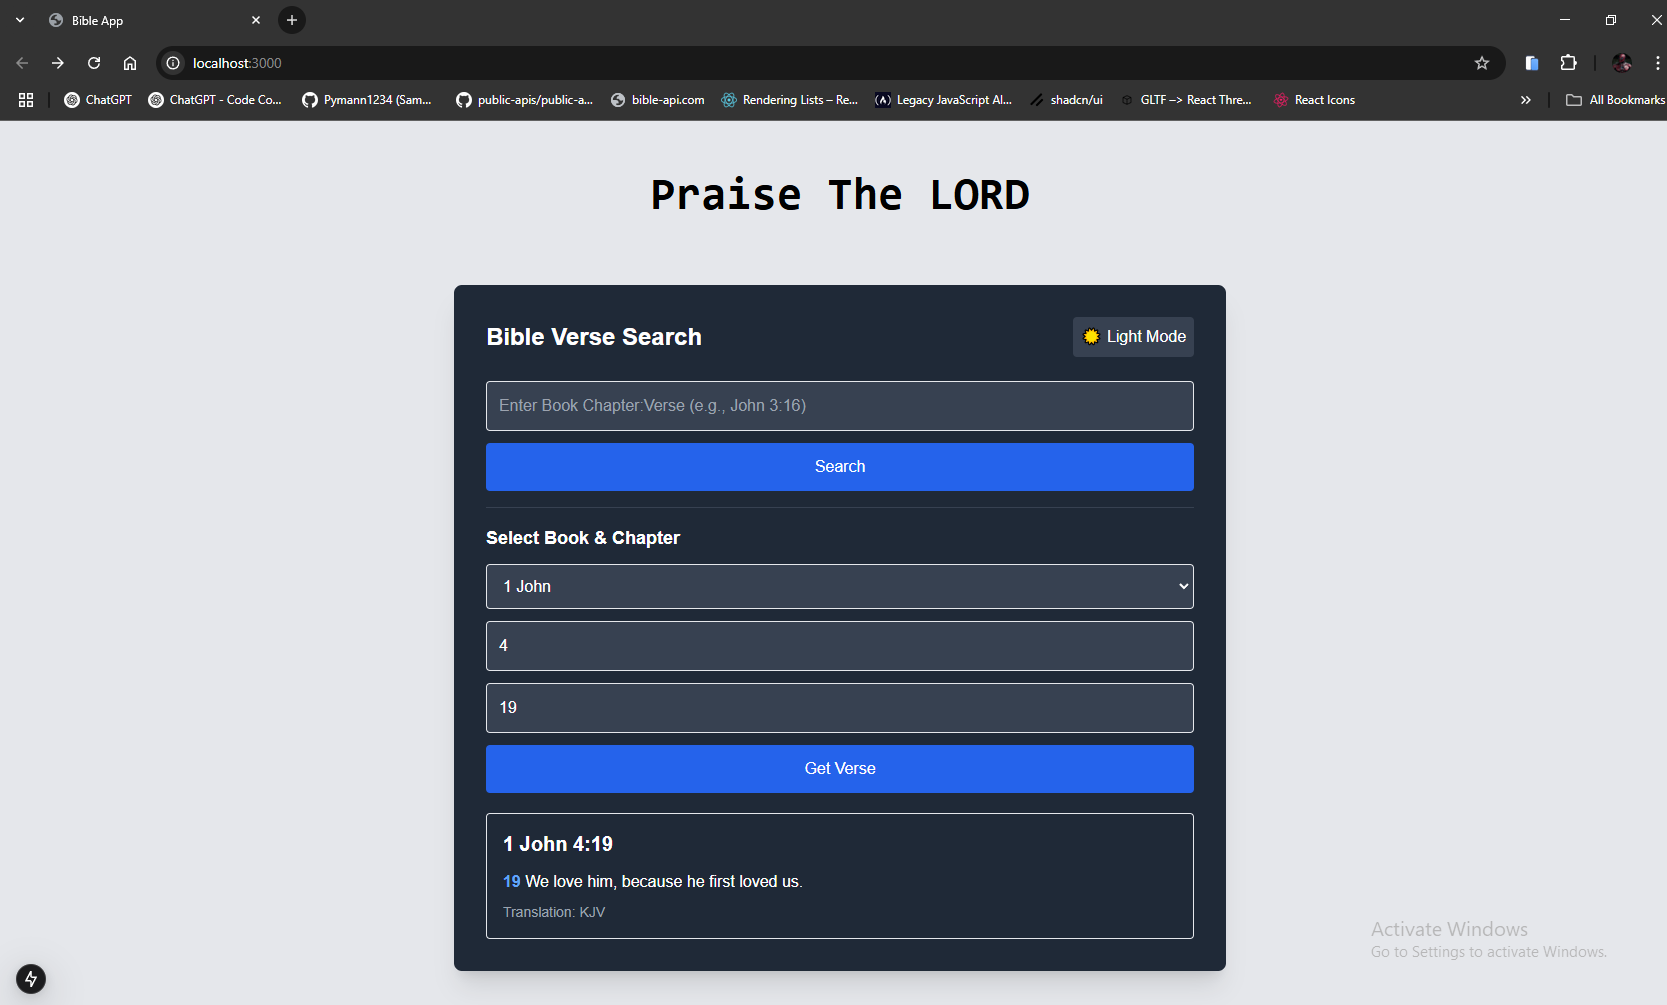 Bible App
localhost:3000
ChatGPT
ChatGPT - Code Co...
Pymann1234 (Sam...
public-apis/public-a...
bible-api.com
Rendering Lists – Re...
Legacy JavaScript Al...
shadcn/ui
GLTF –> React Thre...
React Icons
All Bookmarks
Praise The LORD
Bible Verse Search
Light Mode
Enter Book Chapter:Verse (e.g., John 3:16)
Search
Select Book & Chapter
1 John
4
19
Get Verse
1 John 4:19
19 We love him, because he first loved us.
Translation: KJV
Activate Windows
Go to Settings to activate Windows.